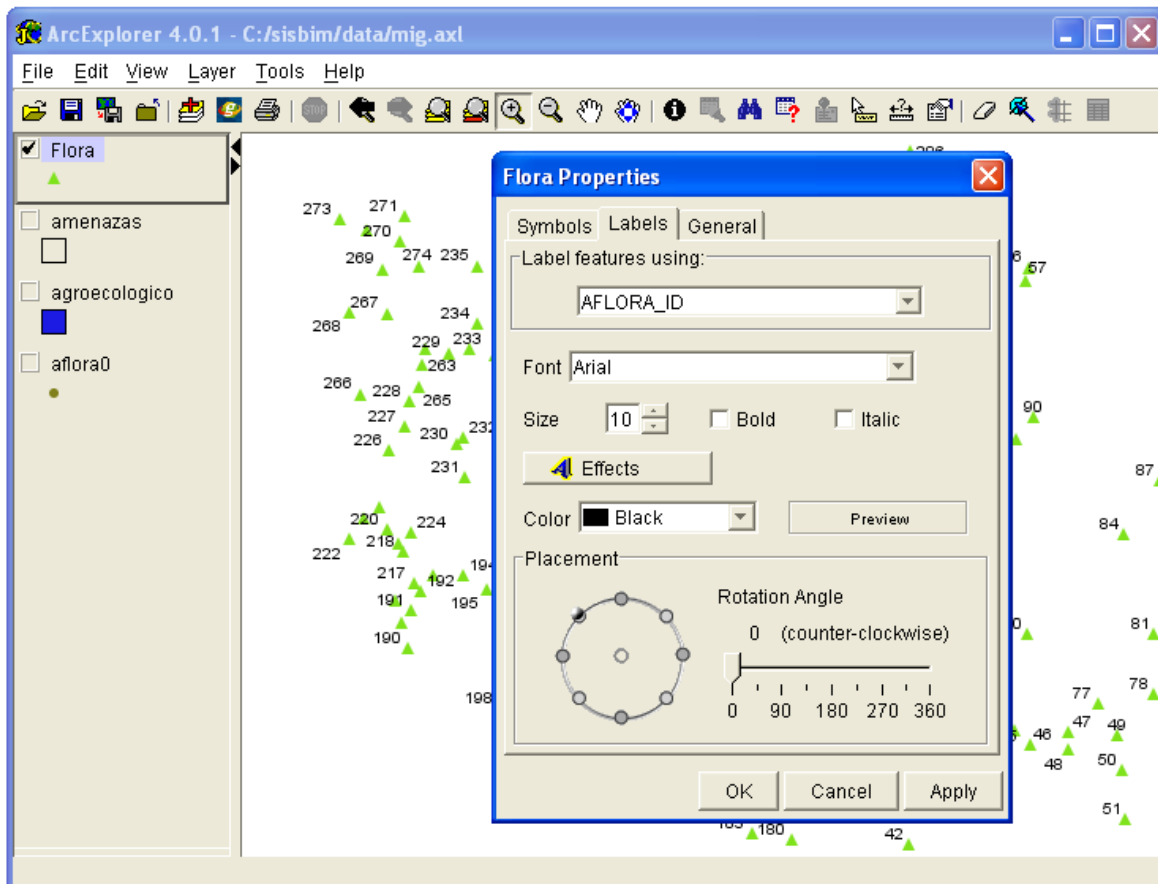 ArcExplorer 4.0.1 - C:/sisbim/data/mig.axl
File Edit View Layer Tools Help
STOP
Flora
amenazas
agroecologico
aflora0
273
271
270
269
274
235
267
268
234
229
233
263
266
228
265
227
230
232
226
231
220
224
218
222
217
192
194
191
195
190
198
57
90
87
84
81
78
77
46
47
49
48
50
51
180
42
Flora Properties
Symbols Labels General
Label features using:
AFLORA_ID
Font Arial
Size 10 Bold Italic
Effects
Color Black Preview
Placement
Rotation Angle
0 (counter-clockwise)
0 90 180 270 360
OK Cancel Apply